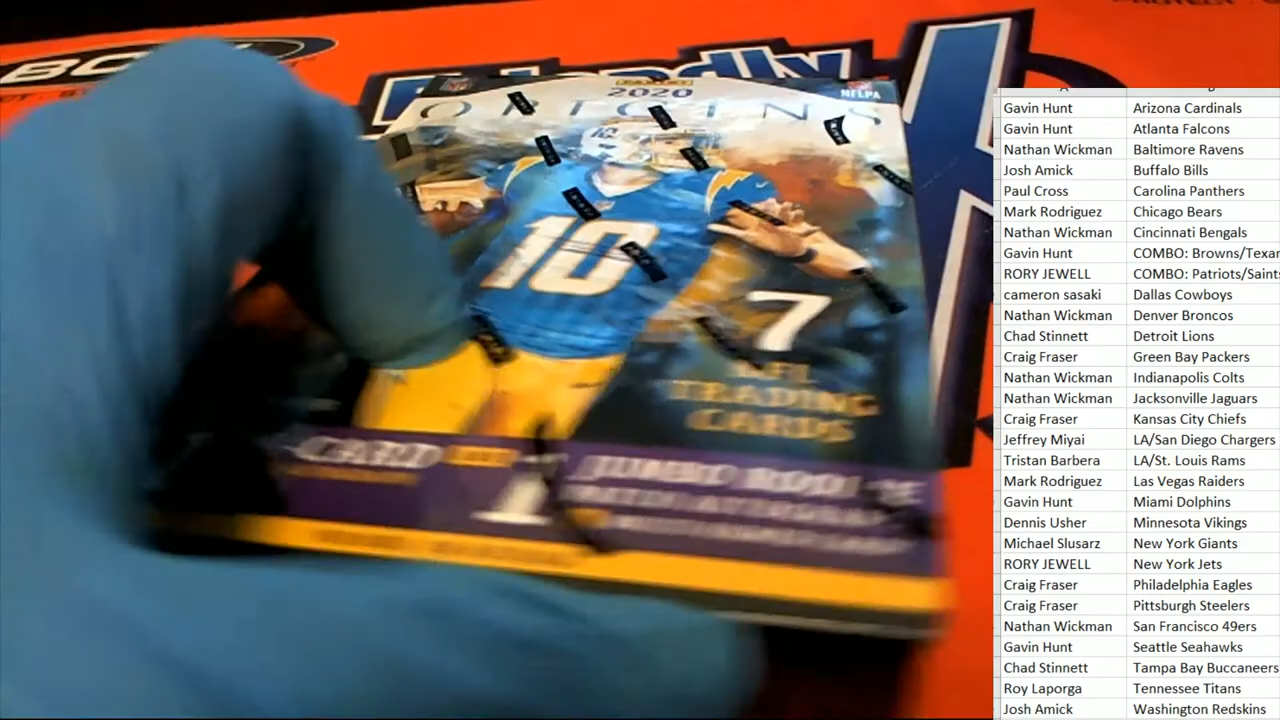 Friendly
PANINI
2020
ORIGINS
NFLPA
10
7
NFL
TRADING
CARDS
CARD
1
JUMBO ROOKIE
Gavin Hunt Arizona Cardinals
Gavin Hunt Atlanta Falcons
Nathan Wickman Baltimore Ravens
Josh Amick Buffalo Bills
Paul Cross Carolina Panthers
Mark Rodriguez Chicago Bears
Nathan Wickman Cincinnati Bengals
Gavin Hunt COMBO: Browns/Texan
RORY JEWELL COMBO: Patriots/Saints
cameron sasaki Dallas Cowboys
Nathan Wickman Denver Broncos
Chad Stinnett Detroit Lions
Craig Fraser Green Bay Packers
Nathan Wickman Indianapolis Colts
Nathan Wickman Jacksonville Jaguars
Craig Fraser Kansas City Chiefs
Jeffrey Miyai LA/San Diego Chargers
Tristan Barbera LA/St. Louis Rams
Mark Rodriguez Las Vegas Raiders
Gavin Hunt Miami Dolphins
Dennis Usher Minnesota Vikings
Michael Slusarz New York Giants
RORY JEWELL New York Jets
Craig Fraser Philadelphia Eagles
Craig Fraser Pittsburgh Steelers
Nathan Wickman San Francisco 49ers
Gavin Hunt Seattle Seahawks
Chad Stinnett Tampa Bay Buccaneers
Roy Laporga Tennessee Titans
Josh Amick Washington Redskins